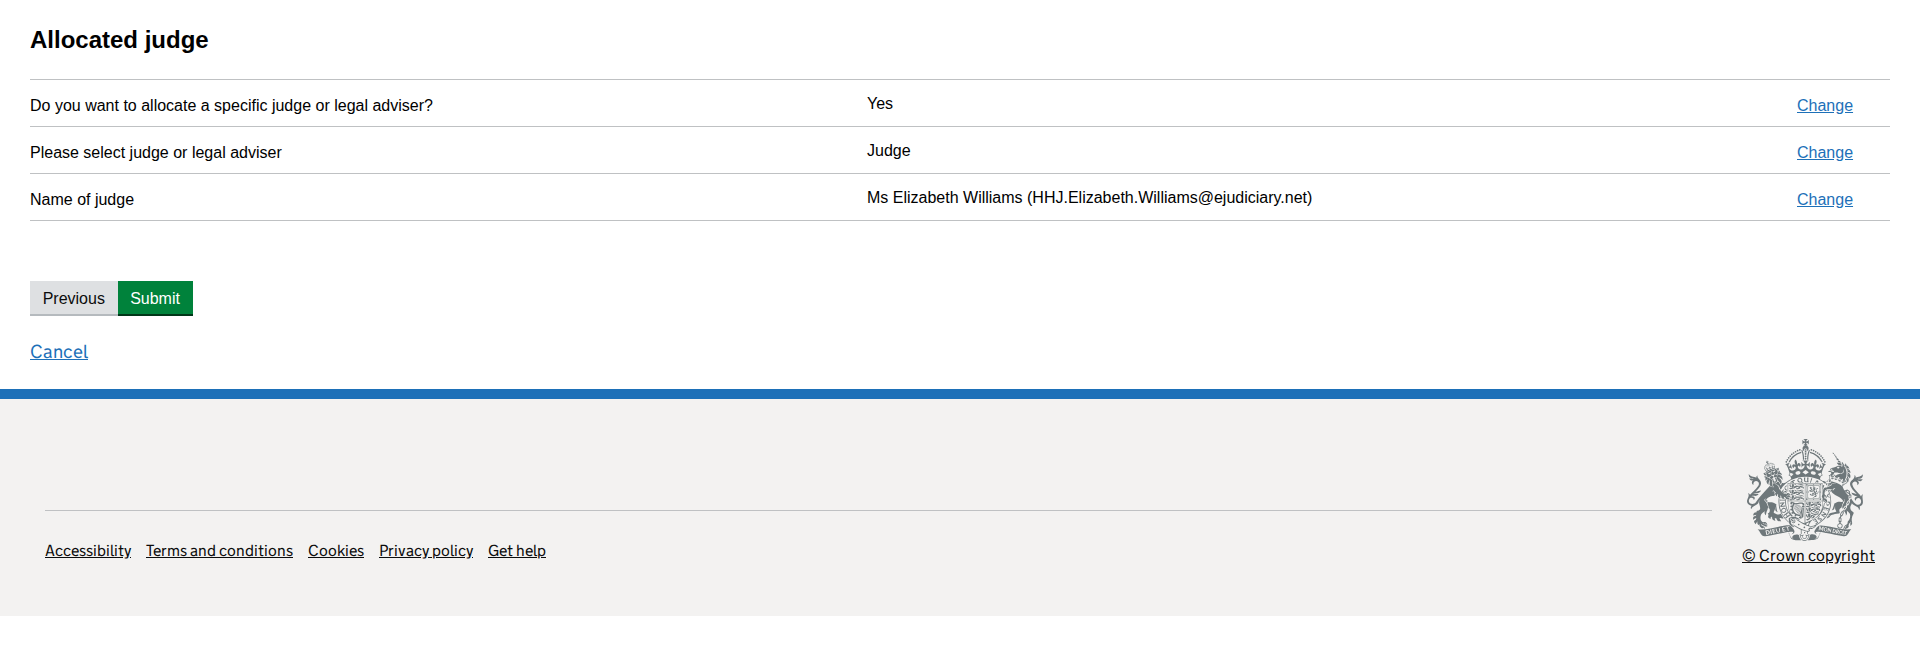 Allocated judge
Do you want to allocate a specific judge or legal adviser? Yes Change
Please select judge or legal adviser Judge Change
Name of judge Ms Elizabeth Williams (HHJ.Elizabeth.Williams@ejudiciary.net) Change
Previous Submit
Cancel
Accessibility Terms and conditions Cookies Privacy policy Get help
© Crown copyright